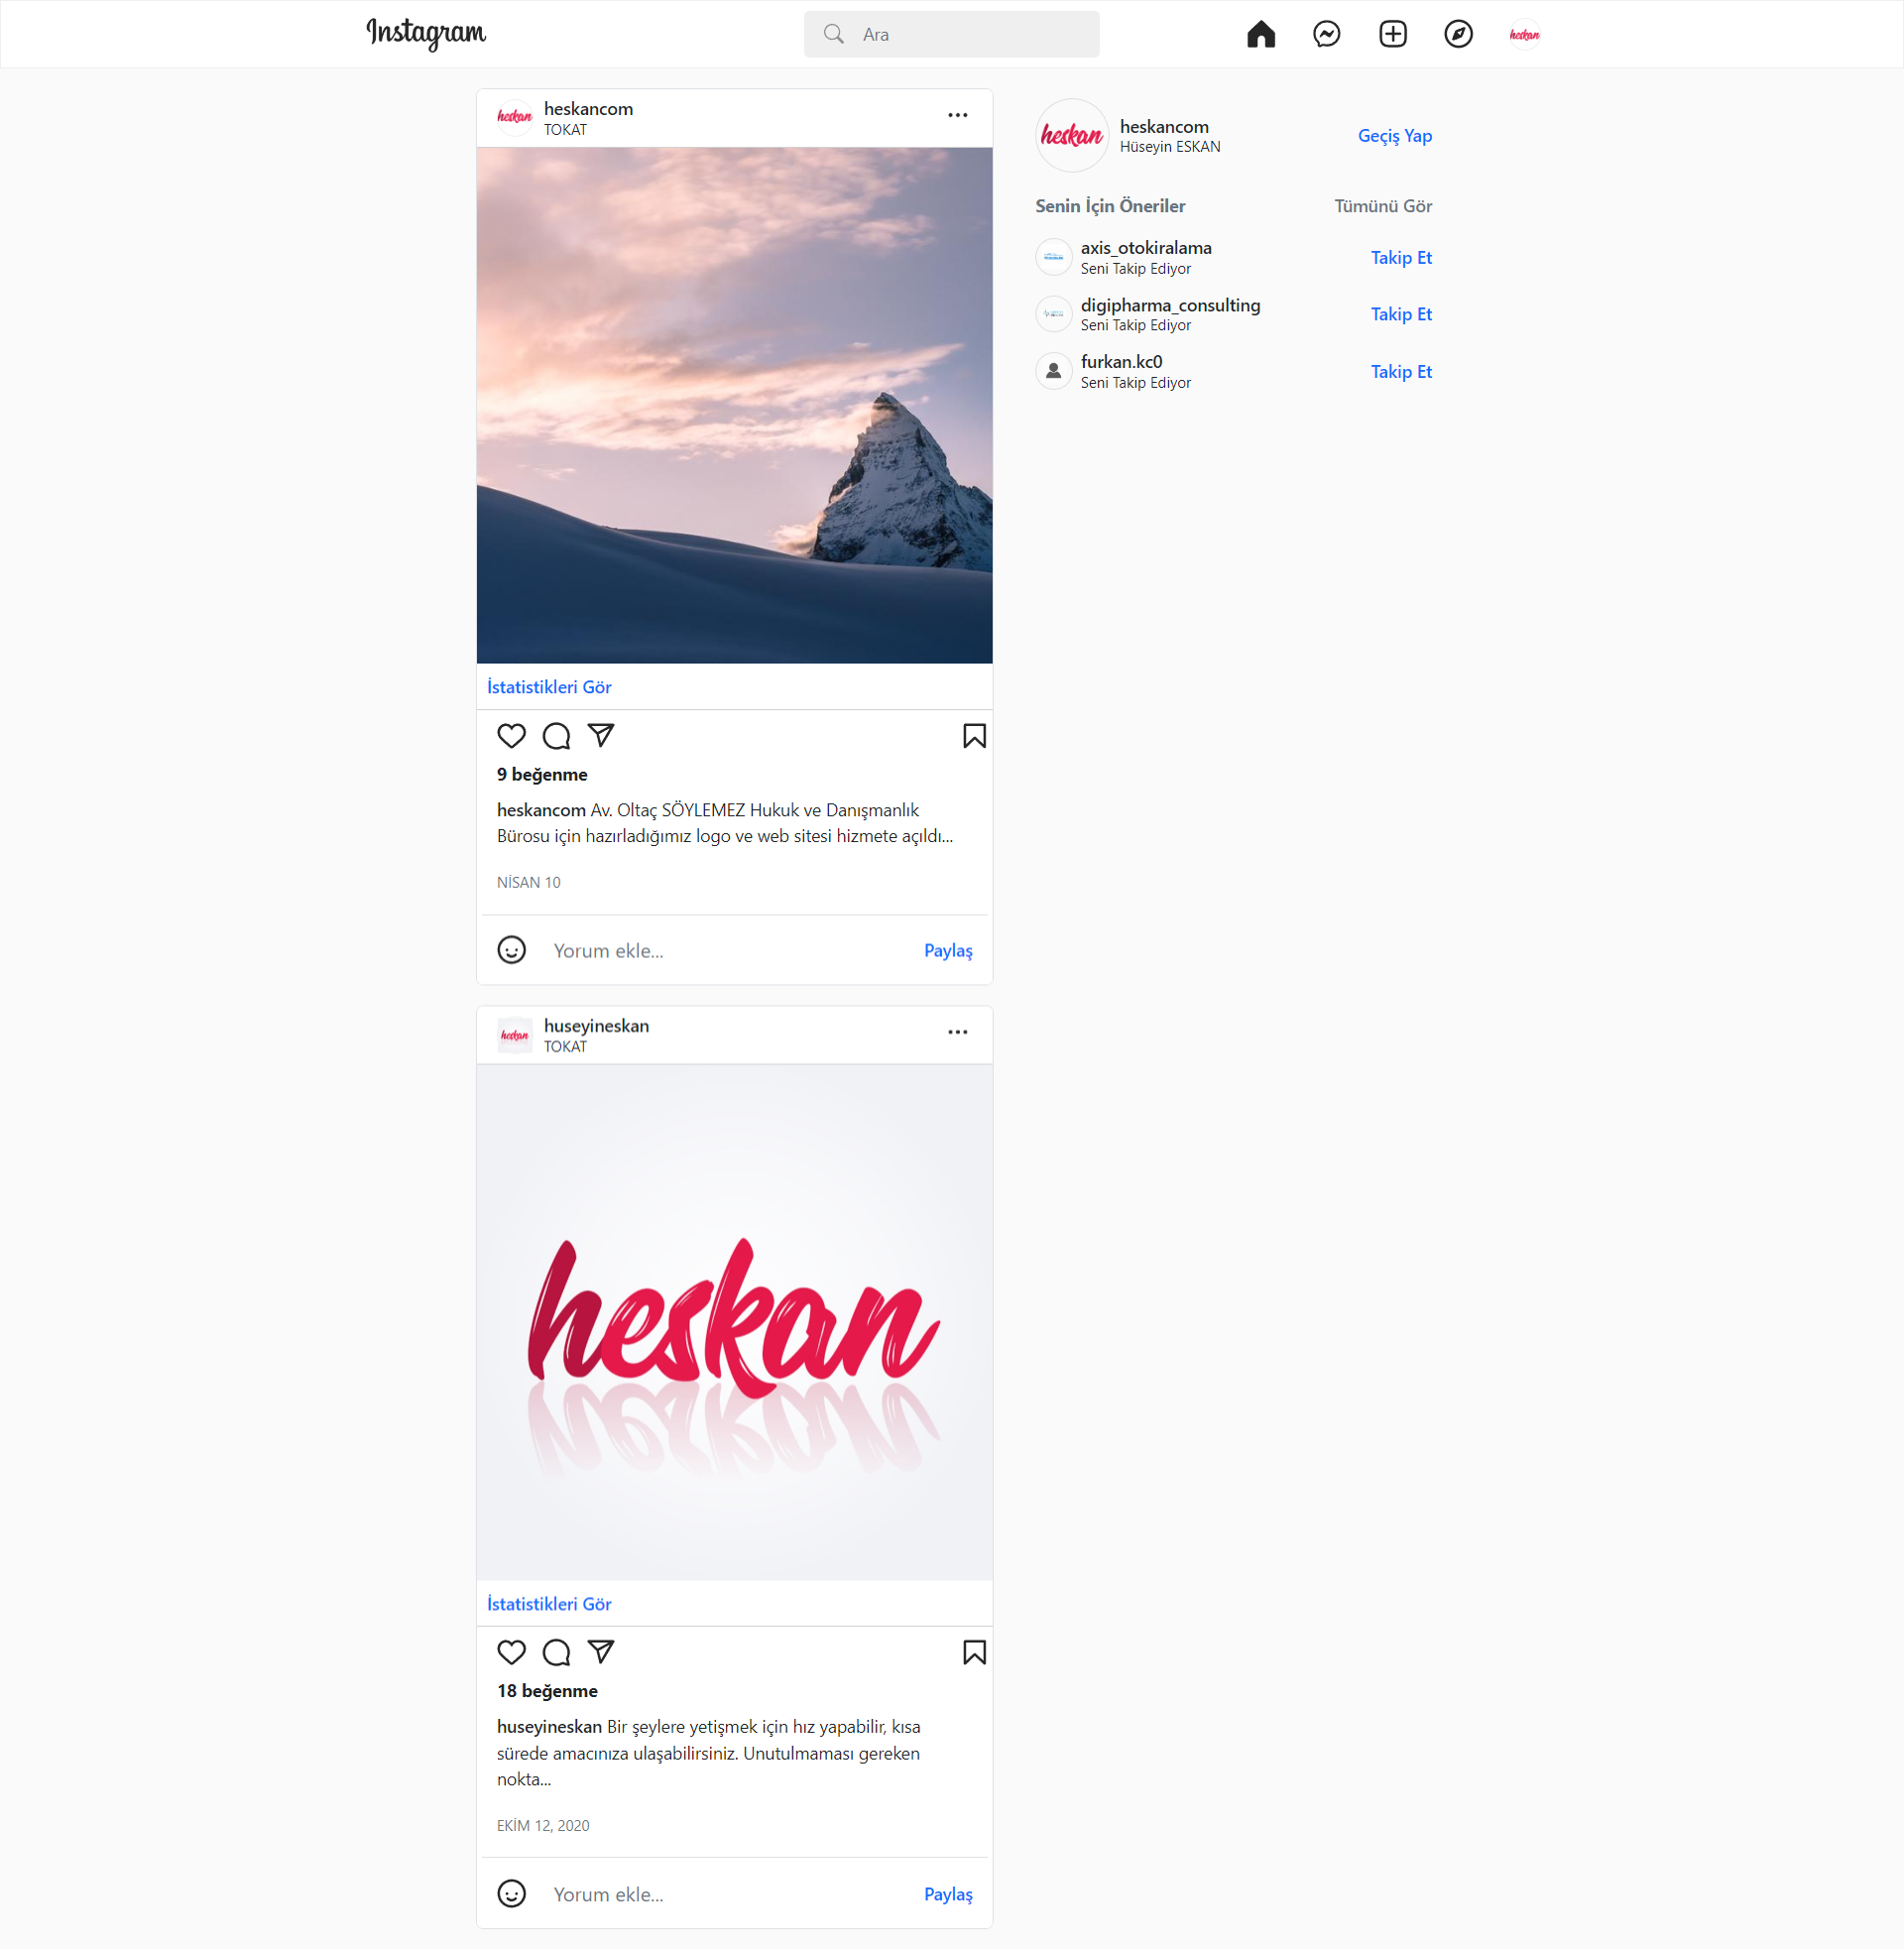 Instagram
Ara
heskan
heskan
heskancom
TOKAT
İstatistikleri Gör
9 beğenme
heskancom Av. Oltaç SÖYLEMEZ Hukuk ve Danışmanlık
Bürosu için hazırladığımız logo ve web sitesi hizmete açıldı...
NİSAN 10
Yorum ekle...
Paylaş
heskan
huseyineskan
TOKAT
heskan
İstatistikleri Gör
18 beğenme
huseyineskan Bir şeylere yetişmek için hız yapabilir, kısa
sürede amacınıza ulaşabilirsiniz. Unutulmaması gereken
nokta...
EKİM 12, 2020
Yorum ekle...
Paylaş
heskan
heskancom
Hüseyin ESKAN
Geçiş Yap
Senin İçin Öneriler
Tümünü Gör
axis_otokiralama
Seni Takip Ediyor
Takip Et
digipharma_consulting
Seni Takip Ediyor
Takip Et
furkan.kc0
Seni Takip Ediyor
Takip Et